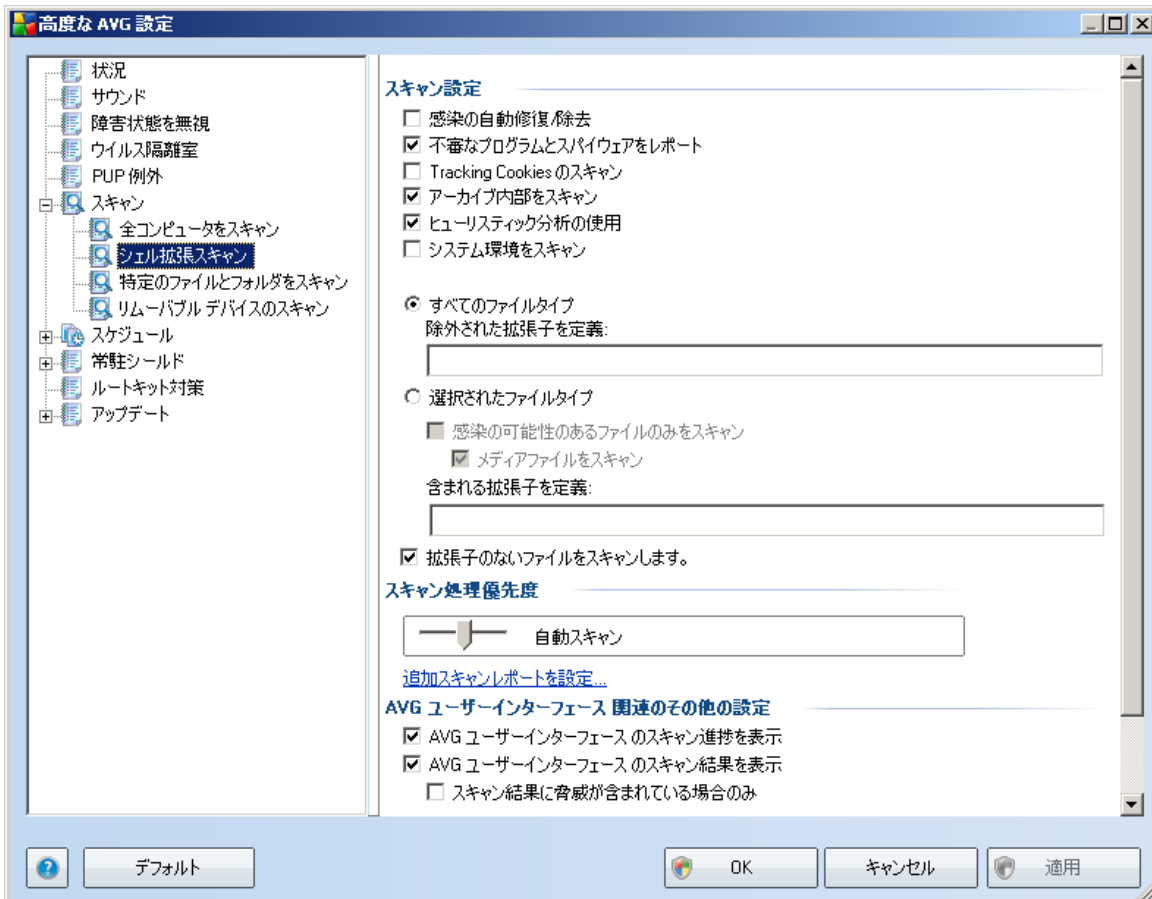 高度な AVG 設定
状況
サウンド
障害状態を無視
ウイルス隔離室
PUP 例外
スキャン
全コンピュータをスキャン
シェル拡張スキャン
特定のファイルとフォルダをスキャン
リムーバブル デバイスのスキャン
スケジュール
常駐シールド
ルートキット対策
アップデート
スキャン設定
感染の自動修復/除去
不審なプログラムとスパイウェアをレポート
Tracking Cookies のスキャン
アーカイブ内部をスキャン
ヒューリスティック分析の使用
システム環境をスキャン
すべてのファイルタイプ
除外された拡張子を定義:
選択されたファイルタイプ
感染の可能性のあるファイルのみをスキャン
メディアファイルをスキャン
含まれる拡張子を定義:
拡張子のないファイルをスキャンします。
スキャン処理優先度
自動スキャン
追加スキャンレポートを設定...
AVG ユーザーインターフェース 関連のその他の設定
AVG ユーザーインターフェース のスキャン進捗を表示
AVG ユーザーインターフェース のスキャン結果を表示
スキャン結果に脅威が含まれている場合のみ
デフォルト
OK
キャンセル
適用